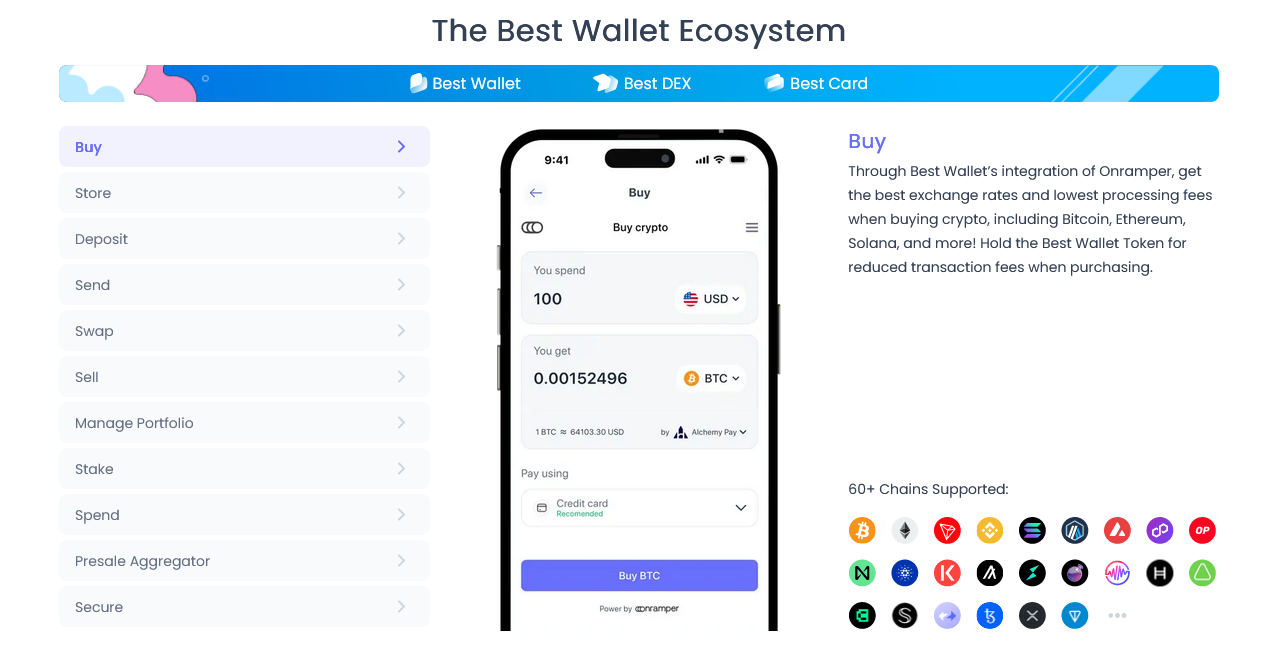 The Best Wallet Ecosystem
Best Wallet
Best DEX
Best Card
Buy
Store
Deposit
Send
Swap
Sell
Manage Portfolio
Stake
Spend
Presale Aggregator
Secure
9:41
Buy
Buy crypto
You spend
100
USD
You get
0.00152496
BTC
1 BTC ≈ 64103.30 USD
by Alchemy Pay
Pay using
Credit card
Recomended
Buy BTC
Power by onramper
Buy
Through Best Wallet’s integration of Onramper, get
the best exchange rates and lowest processing fees
when buying crypto, including Bitcoin, Ethereum,
Solana, and more! Hold the Best Wallet Token for
reduced transaction fees when purchasing.
60+ Chains Supported:
OP